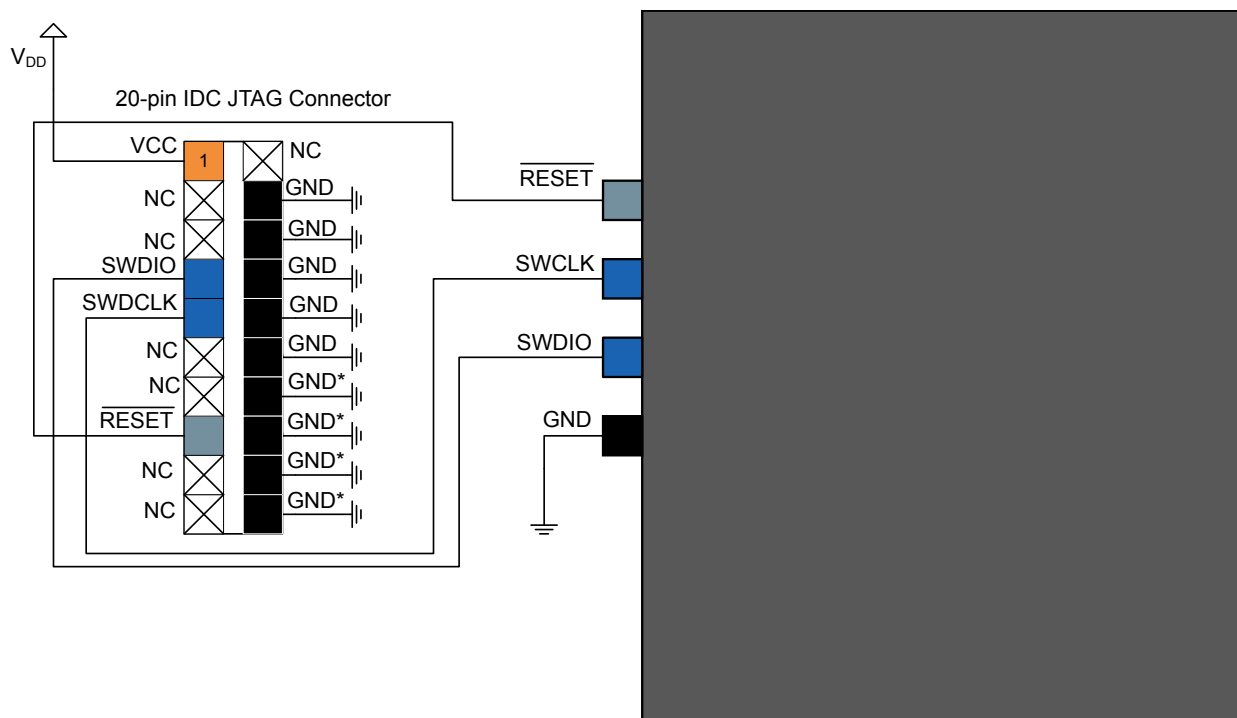 V_DD
20-pin IDC JTAG Connector
VCC
1
NC
NC
GND
NC
GND
SWDIO
GND
SWDCLK
GND
NC
GND
NC
GND*
RESET
GND*
NC
GND*
NC
GND*
RESET
SWCLK
SWDIO
GND